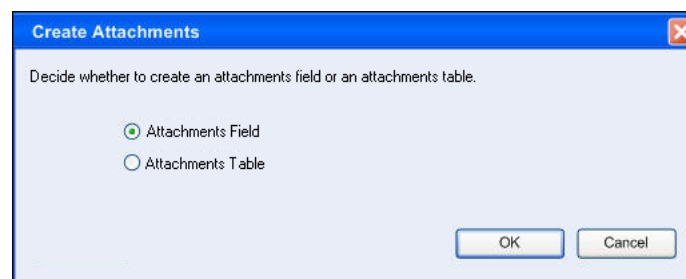 Create Attachments
Decide whether to create an attachments field or an attachments table.
Attachments Field
Attachments Table
OK Cancel